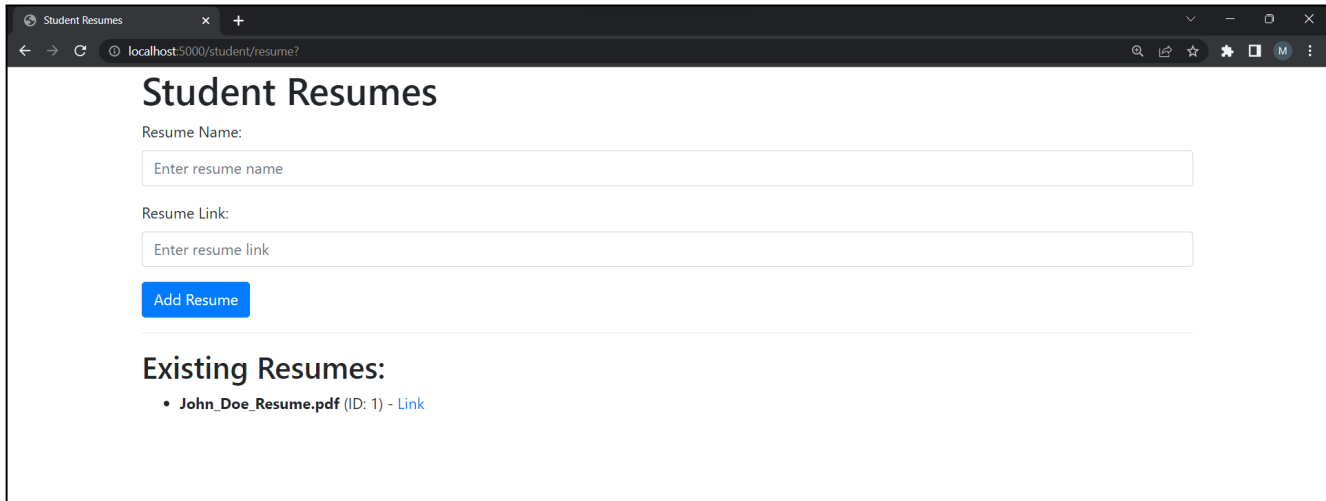 Student Resumes
localhost:5000/student/resume?
M
Student Resumes
Resume Name:
Enter resume name
Resume Link:
Enter resume link
Add Resume
Existing Resumes:
• John_Doe_Resume.pdf (ID: 1) - Link